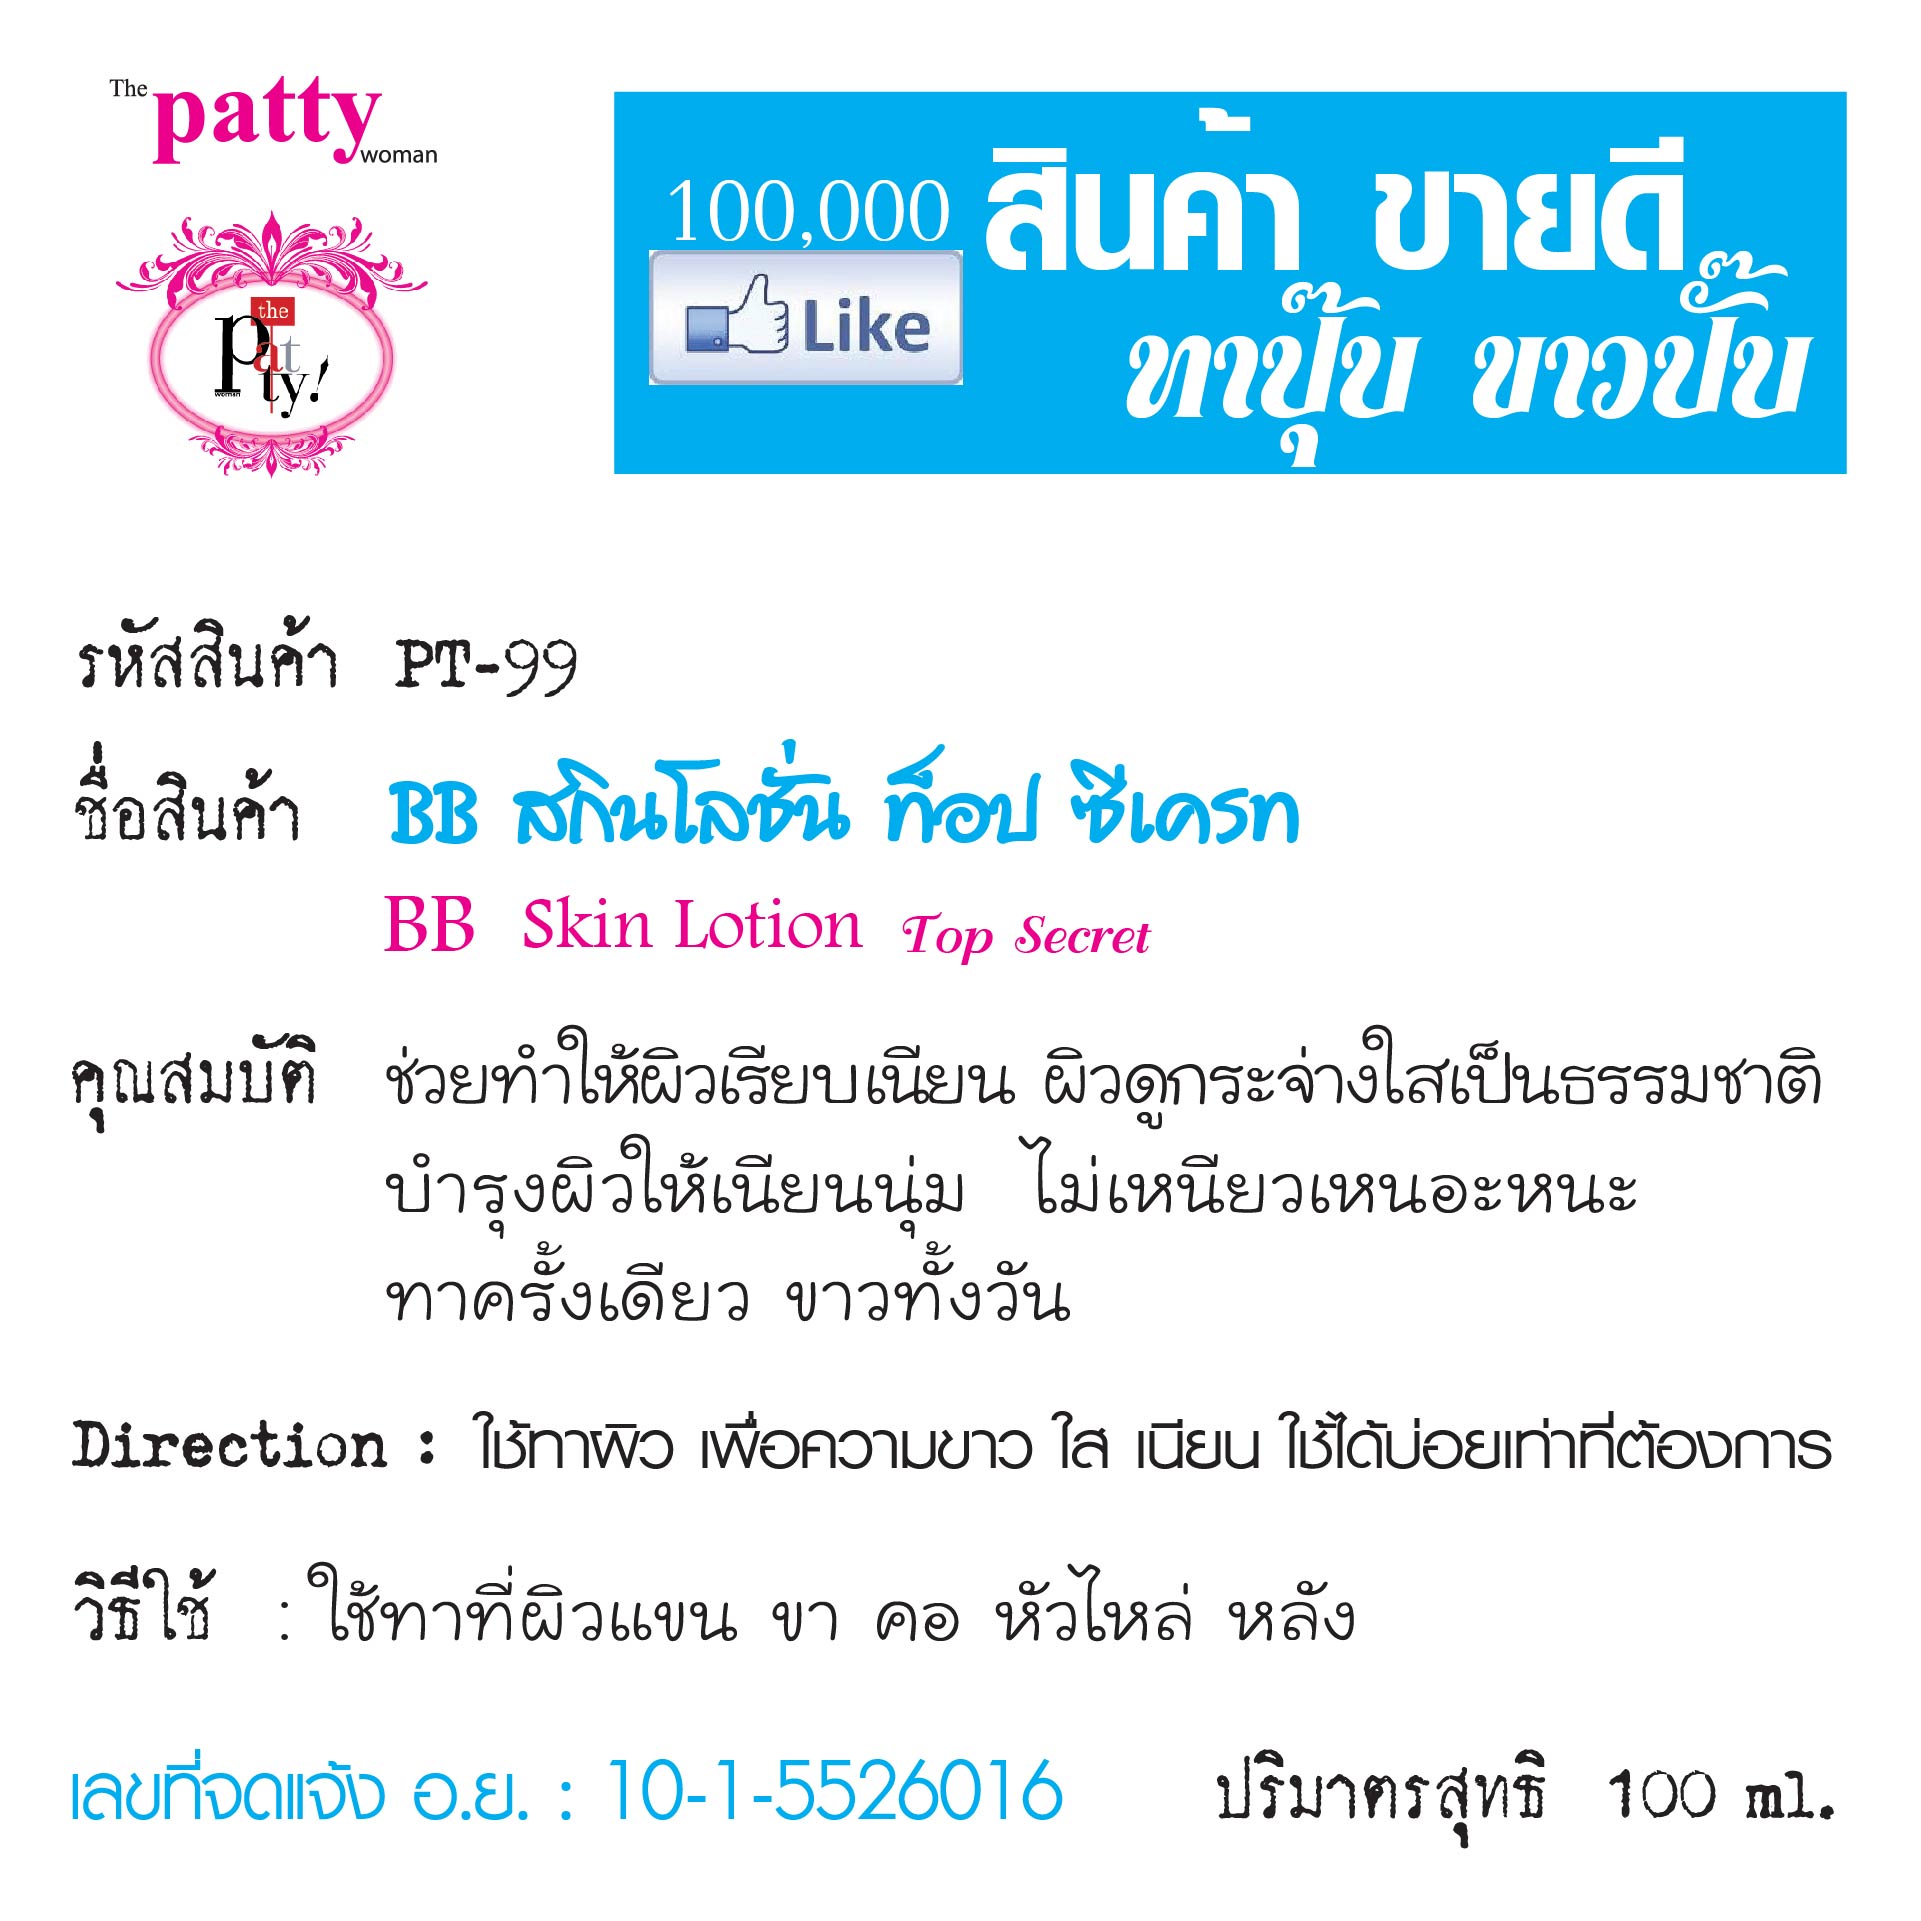 The patty woman
the
Patty!
woman
100,000 สินค้า ขายดี
Like
ทาปุ๊บ ขาวปั๊บ
รหัสสินค้า PT-99
ชื่อสินค้า BB สกินโลชั่น ท็อป ซีเครท
BB Skin Lotion Top Secret
คุณสมบัติ ช่วยทำให้ผิวเรียบเนียน ผิวดูกระจ่างใสเป็นธรรมชาติ
บำรุงผิวให้เนียนนุ่ม ไม่เหนียวเหนอะหนะ
ทาครั้งเดียว ขาวทั้งวัน
Direction : ใช้ทาผิว เพื่อความขาว ใส เนียน ใช้ได้บ่อยเท่าที่ต้องการ
วิธีใช้ : ใช้ทาที่ผิวแขน ขา คอ หัวไหล่ หลัง
เลขที่จดแจ้ง อ.ย. : 10-1-5526016 ปริมาตรสุทธิ 100 ml.